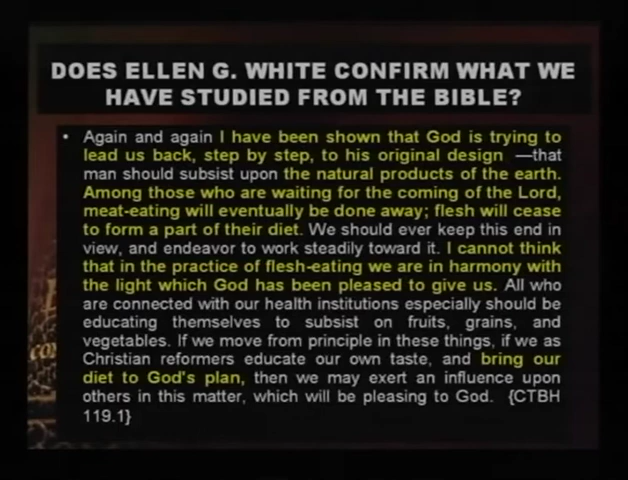 DOES ELLEN G. WHITE CONFIRM WHAT WE
HAVE STUDIED FROM THE BIBLE?
• Again and again I have been shown that God is trying to
lead us back, step by step, to his original design —that
man should subsist upon the natural products of the earth.
Among those who are waiting for the coming of the Lord,
meat-eating will eventually be done away; flesh will cease
to form a part of their diet. We should ever keep this end in
view, and endeavor to work steadily toward it. I cannot think
that in the practice of flesh-eating we are in harmony with
the light which God has been pleased to give us. All who
are connected with our health institutions especially should be
educating themselves to subsist on fruits, grains, and
vegetables. If we move from principle in these things, if we as
Christian reformers educate our own taste, and bring our
diet to God's plan, then we may exert an influence upon
others in this matter, which will be pleasing to God. {CTBH
119.1}